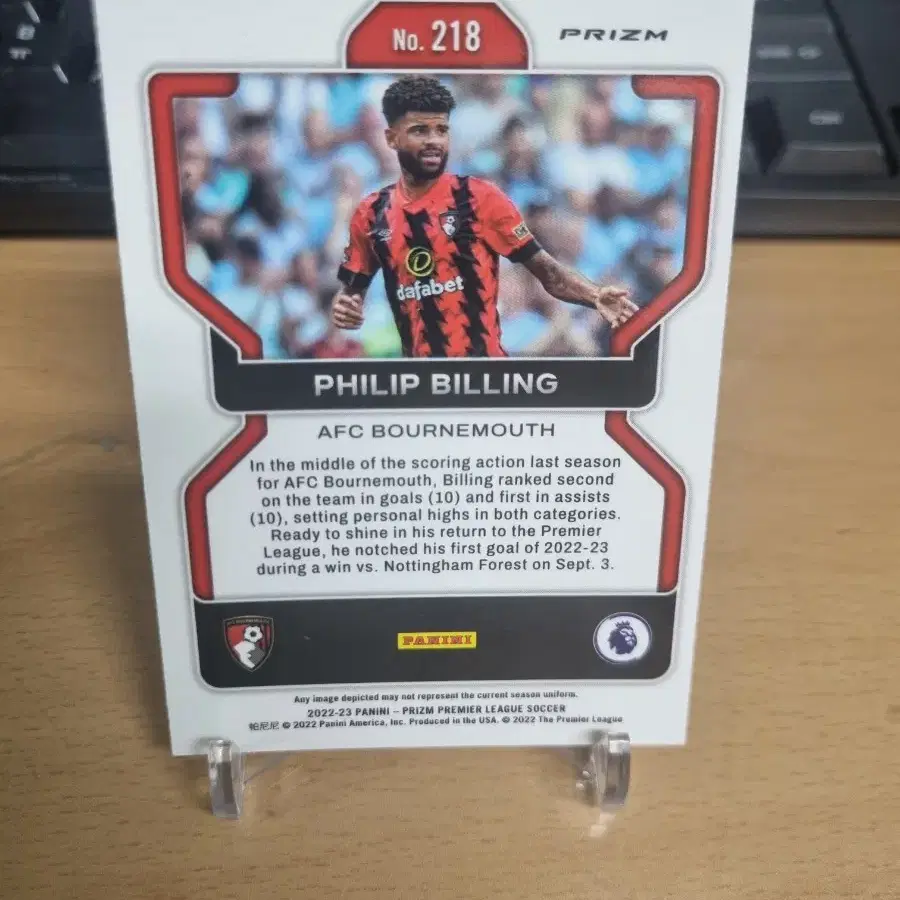 No. 218
PRIZM
dafabet
PHILIP BILLING
AFC BOURNEMOUTH
In the middle of the scoring action last season
for AFC Bournemouth, Billing ranked second
on the team in goals (10) and first in assists
(10), setting personal highs in both categories.
Ready to shine in his return to the Premier
League, he notched his first goal of 2022-23
during a win vs. Nottingham Forest on Sept. 3.
PANINI
Any image depicted may not represent the current season uniform.
2022-23 PANINI – PRIZM PREMIER LEAGUE SOCCER
帕尼尼 © 2022 Panini America, Inc. Produced in the USA. © 2022 The Premier League